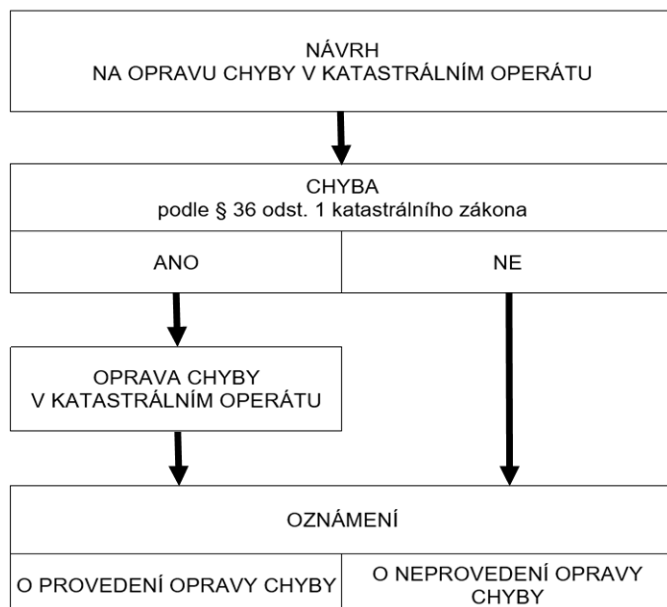 NÁVRH
NA OPRAVU CHYBY V KATASTRÁLNÍM OPERÁTU
CHYBA
podle § 36 odst. 1 katastrálního zákona
ANO
NE
OPRAVA CHYBY
V KATASTRÁLNÍM OPERÁTU
OZNÁMENÍ
O PROVEDENÍ OPRAVY CHYBY
O NEPROVEDENÍ OPRAVY
CHYBY